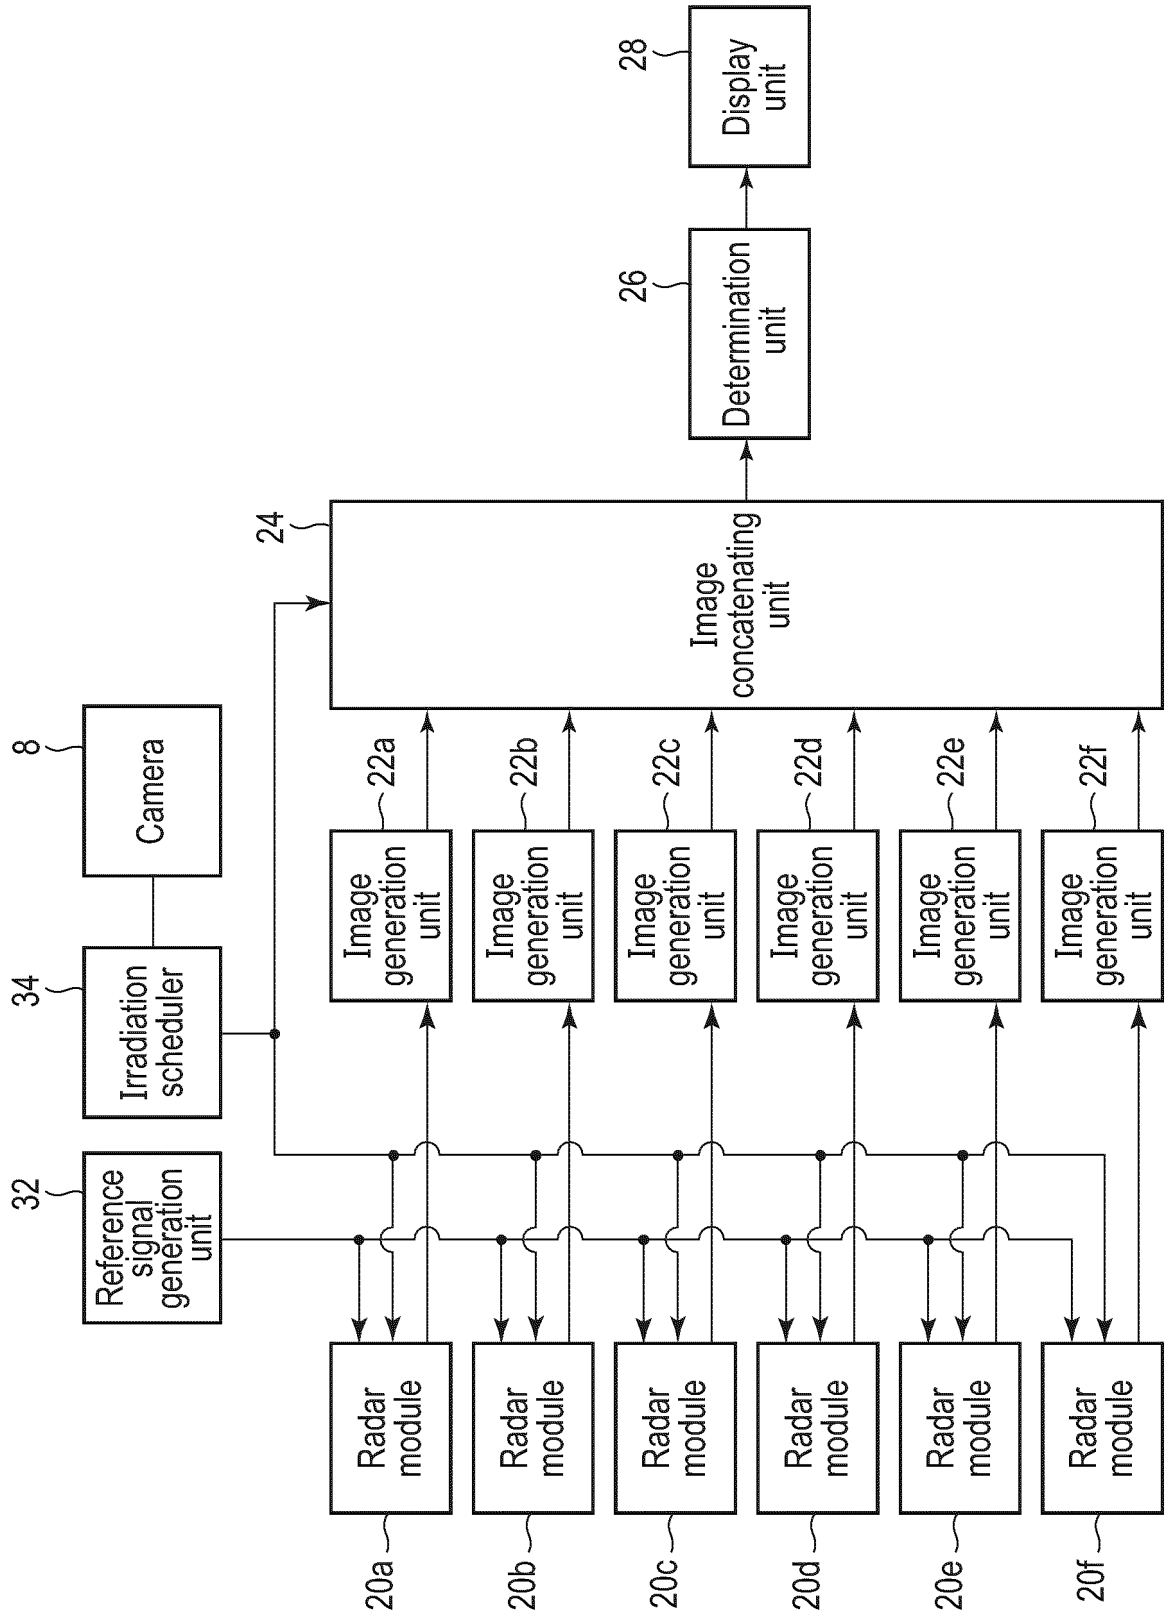 32
Reference
signal
generation
unit
34
Irradiation
scheduler
8
Camera
20a
Radar
module
Image
generation
unit
22a
20b
Radar
module
Image
generation
unit
22b
20c
Radar
module
Image
generation
unit
22c
20d
Radar
module
Image
generation
unit
22d
20e
Radar
module
Image
generation
unit
22e
20f
Radar
module
Image
generation
unit
22f
24
Image
concatenating
unit
26
Determination
unit
28
Display
unit